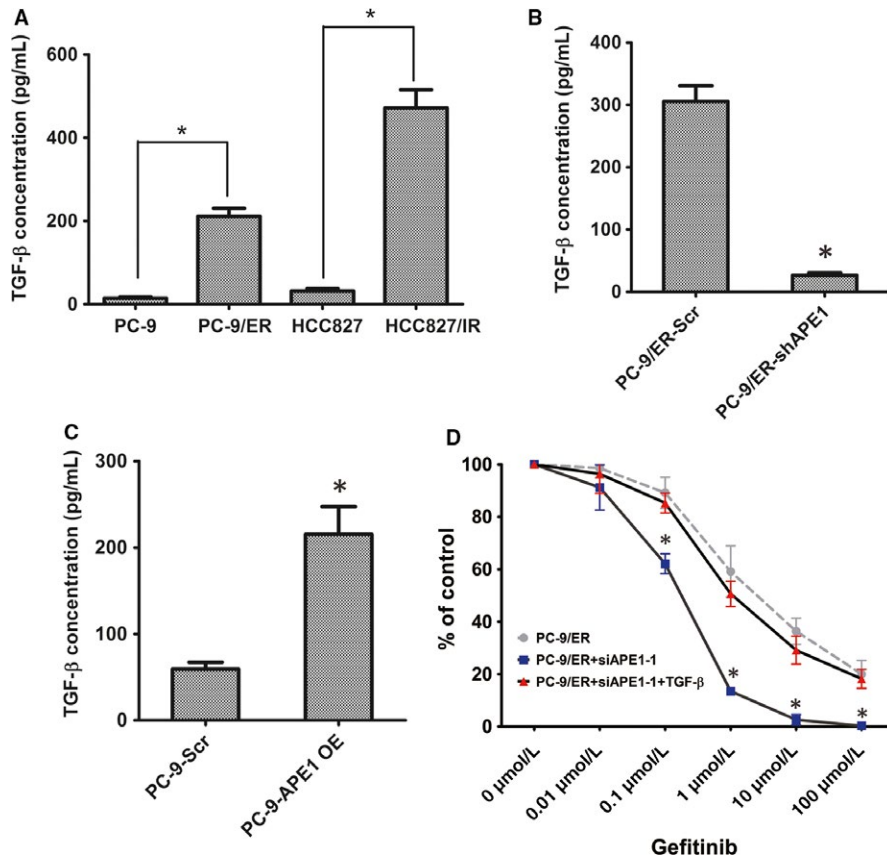 A
TGF-β concentration (pg/mL)
600
400
200
0
*
*
PC-9
PC-9/ER
HCC827
HCC827/IR
B
TGF-β concentration (pg/mL)
400
300
200
100
0
*
PC-9/ER-Scr
PC-9/ER-shAPE1
C
TGF-β concentration (pg/mL)
300
200
100
0
*
PC-9-Scr
PC-9-APE1 OE
D
% of control
100
80
60
40
20
0
*
*
*
*
PC-9/ER
PC-9/ER+siAPE1-1
PC-9/ER+siAPE1-1+TGF-β
0 μmol/L
0.01 μmol/L
0.1 μmol/L
1 μmol/L
10 μmol/L
100 μmol/L
Gefitinib